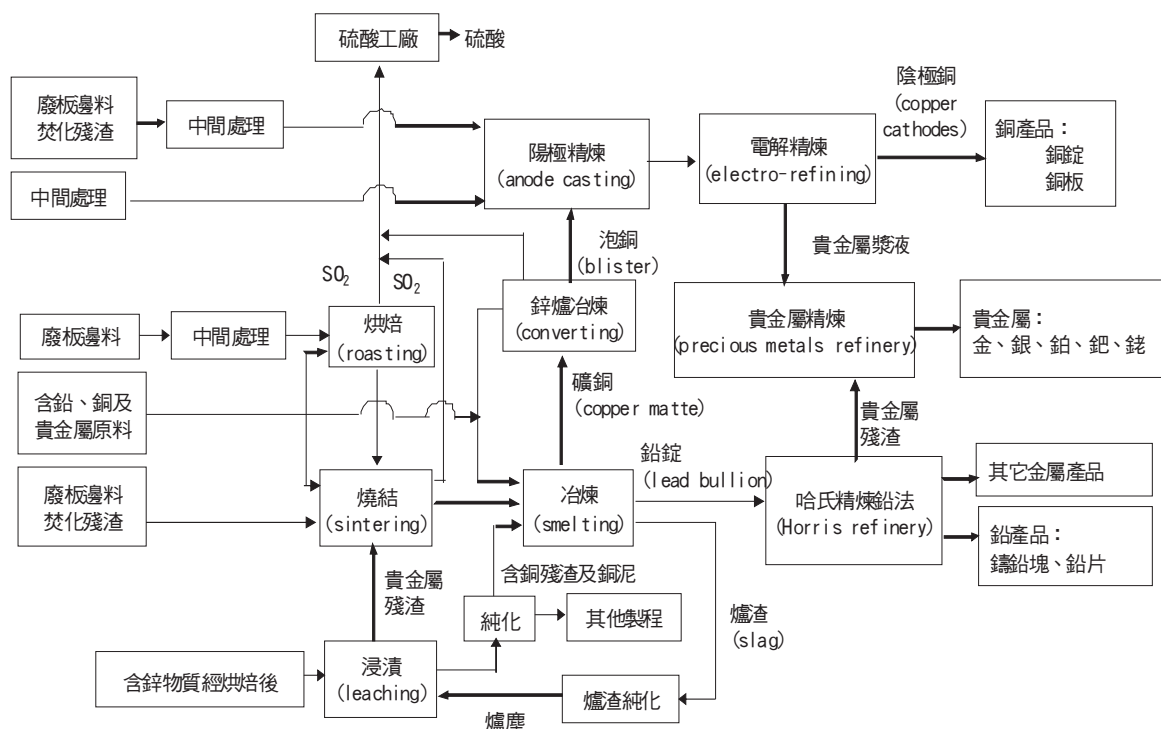 硫酸工廠
硫酸
廢板邊料
焚化殘渣
中間處理
陽極精煉
(anode casting)
電解精煉
(electro-refining)
陰極銅
(copper
cathodes)
銅產品：
銅錠
銅板
中間處理
泡銅
(blister)
貴金屬漿液
SO₂
SO₂
廢板邊料
中間處理
烘焙
(roasting)
鋅爐冶煉
(converting)
貴金屬精煉
(precious metals refinery)
貴金屬：
金、銀、鉑、鈀、銠
含鉛、銅及
貴金屬原料
礦銅
(copper matte)
貴金屬
殘渣
廢板邊料
焚化殘渣
燒結
(sintering)
冶煉
(smelting)
鉛錠
(lead bullion)
哈氏精煉鉛法
(Horris refinery)
其它金屬產品
鉛產品：
鑄鉛塊、鉛片
貴金屬
殘渣
含銅殘渣及銅泥
純化
其他製程
爐渣
(slag)
含鋅物質經烘焙後
浸漬
(leaching)
爐塵
爐渣純化